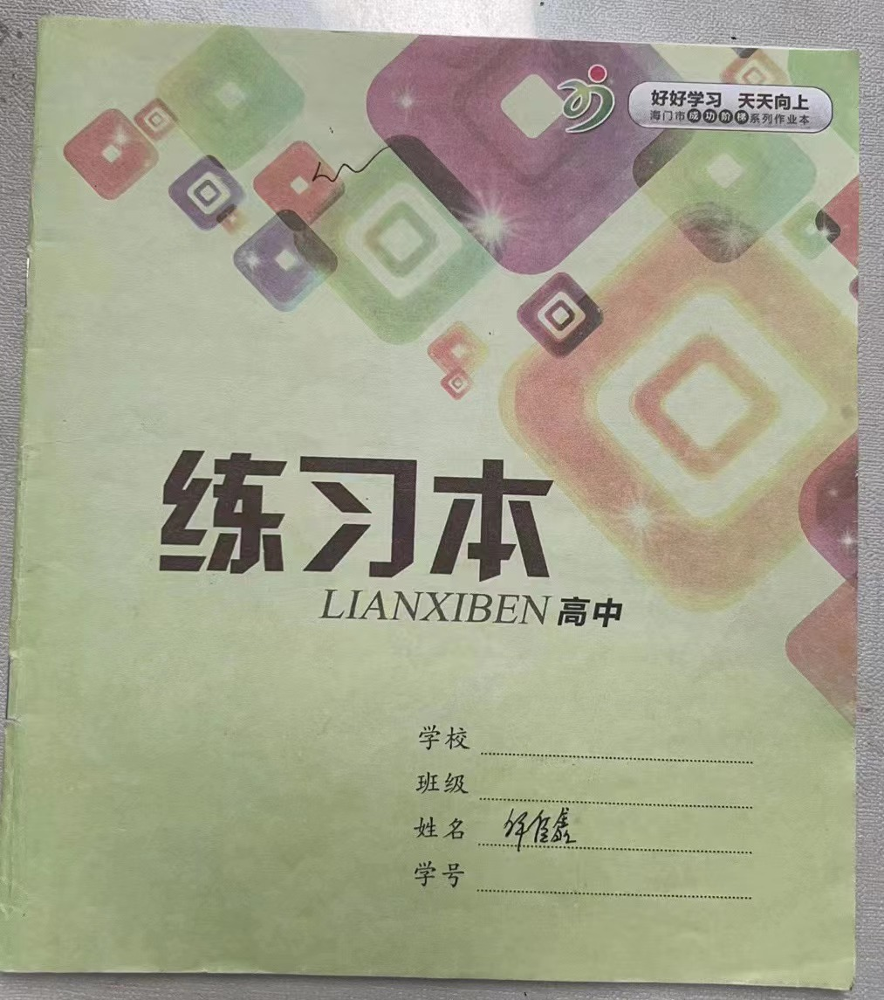 好好学习 天天向上
海门市成功阶梯系列作业本
练习本
LIANXIBEN 高中
学校
班级
姓名
学号